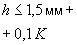 h ≤ 1,5 мм +
+ 0,1 K